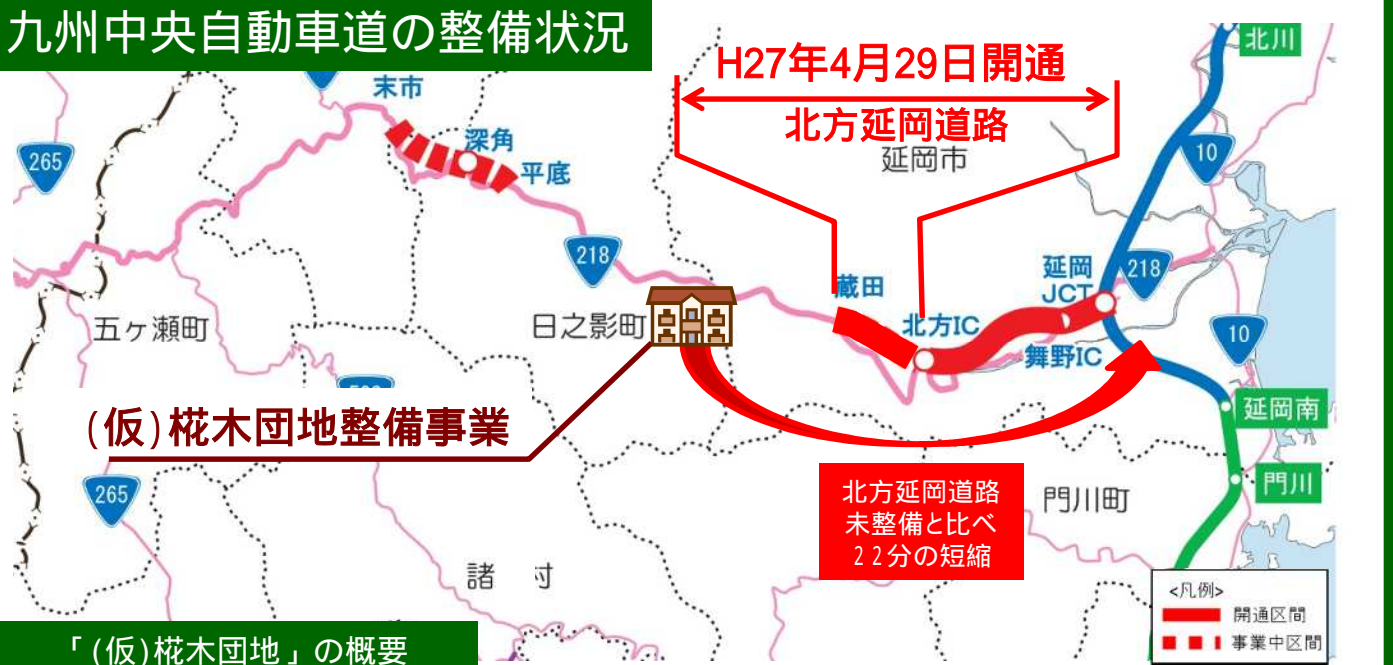 九州中央自動車道の整備状況
H27年4月29日開通
北方延岡道路
北川
末市
深角
平底
265
10
延岡市
218
蔵田
延岡
JCT
218
北方IC
舞野IC
10
五ヶ瀬町
日之影町
(仮)椛木団地整備事業
延岡南
門川
265
北方延岡道路
未整備と比べ
22分の短縮
門川町
諸 村
<凡例>
開通区間
事業中区間
「(仮)椛木団地」の概要